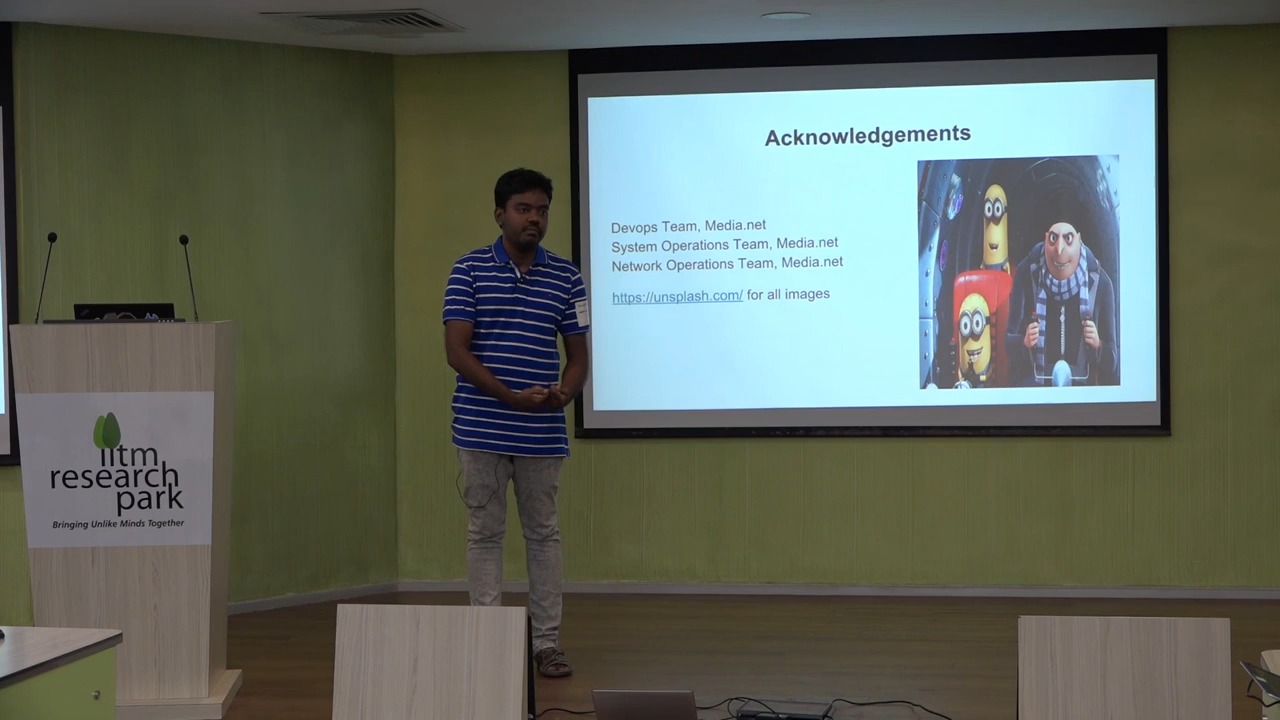 Acknowledgements
Devops Team, Media.net
System Operations Team, Media.net
Network Operations Team, Media.net
https://unsplash.com/ for all images
iitm
research
park
Bringing Unlike Minds Together